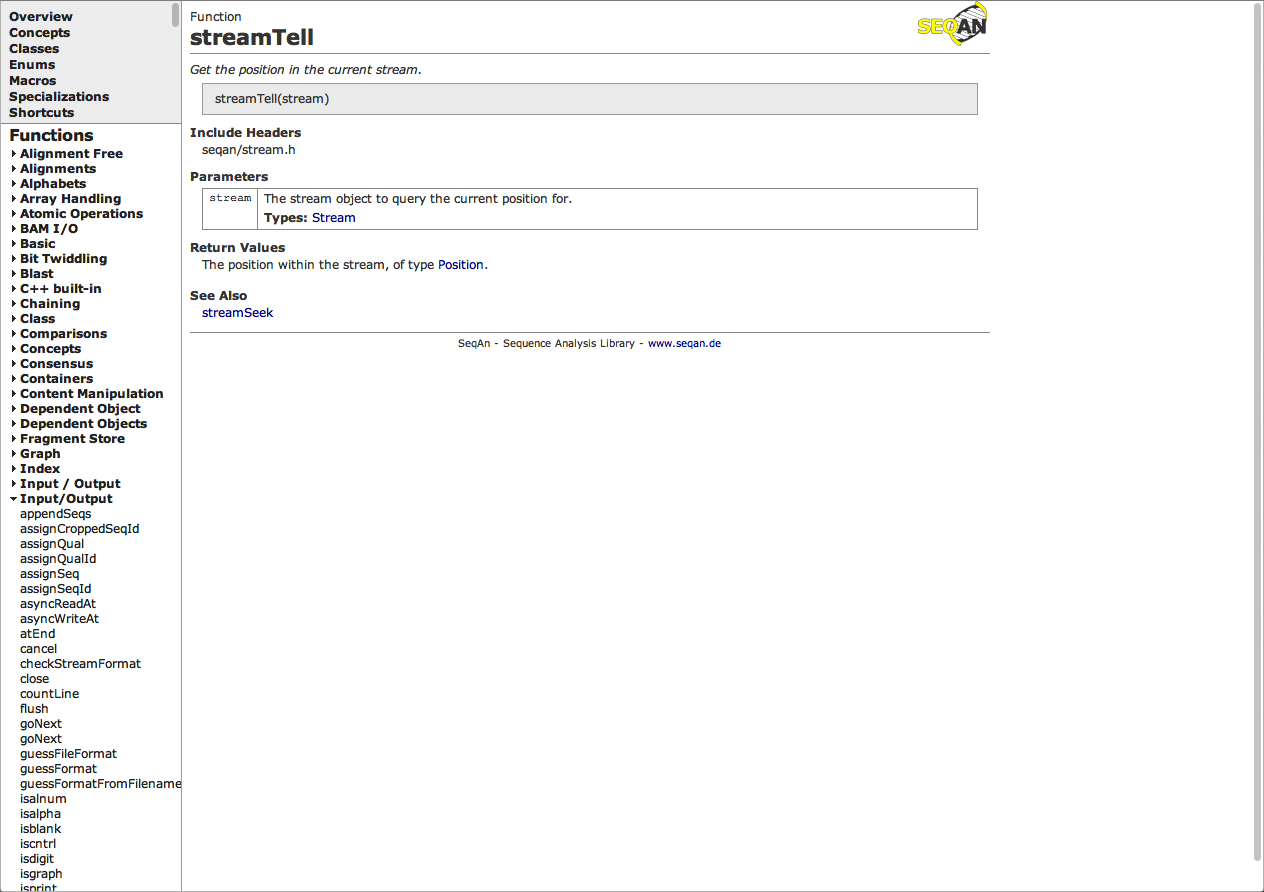 Overview
Concepts
Classes
Enums
Macros
Specializations
Shortcuts
Functions
Alignment Free
Alignments
Alphabets
Array Handling
Atomic Operations
BAM I/O
Basic
Bit Twiddling
Blast
C++ built-in
Chaining
Class
Comparisons
Concepts
Consensus
Containers
Content Manipulation
Dependent Object
Dependent Objects
Fragment Store
Graph
Index
Input / Output
Input/Output
appendSeqs
assignCroppedSeqId
assignQual
assignQualId
assignSeq
assignSeqId
asyncReadAt
asyncWriteAt
atEnd
cancel
checkStreamFormat
close
countLine
flush
goNext
goNext
guessFileFormat
guessFormat
guessFormatFromFilename
isalnum
isalpha
isblank
iscntrl
isdigit
isgraph
isprint
Function
SEQAN
streamTell
Get the position in the current stream.
streamTell(stream)
Include Headers
seqan/stream.h
Parameters
stream The stream object to query the current position for.
Types: Stream
Return Values
The position within the stream, of type Position.
See Also
streamSeek
SeqAn - Sequence Analysis Library - www.seqan.de